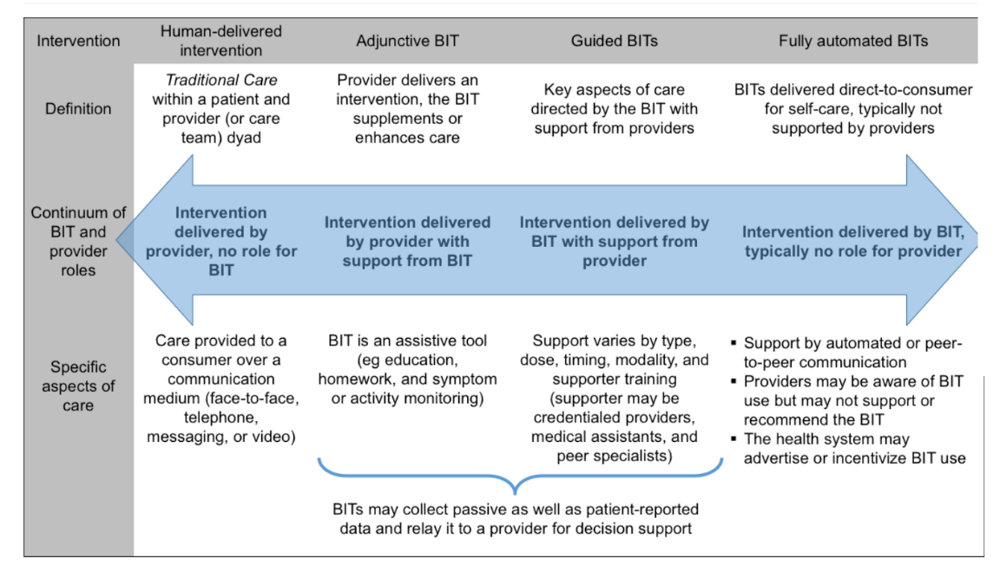 Intervention
Human-delivered
intervention
Adjunctive BIT
Guided BITs
Fully automated BITs
Definition
Traditional Care
within a patient and
provider (or care
team) dyad
Provider delivers an
intervention, the BIT
supplements or
enhances care
Key aspects of care
directed by the BIT with
support from providers
BITs delivered direct-to-consumer
for self-care, typically not
supported by providers
Continuum of
BIT and
provider
roles
Intervention
delivered by
provider, no role for
BIT
Intervention delivered
by provider with
support from BIT
Intervention delivered by
BIT with support from
provider
Intervention delivered by BIT,
typically no role for provider
Specific
aspects of
care
Care provided to a
consumer over a
communication
medium (face-to-face,
telephone,
messaging, or video)
BIT is an assistive tool
(eg education,
homework, and symptom
or activity monitoring)
Support varies by type,
dose, timing, modality, and
supporter training
(supporter may be
credentialed providers,
medical assistants, and
peer specialists)
▪ Support by automated or peer-
to-peer communication
▪ Providers may be aware of BIT
use but may not support or
recommend the BIT
▪ The health system may
advertise or incentivize BIT use
BITs may collect passive as well as patient-reported
data and relay it to a provider for decision support